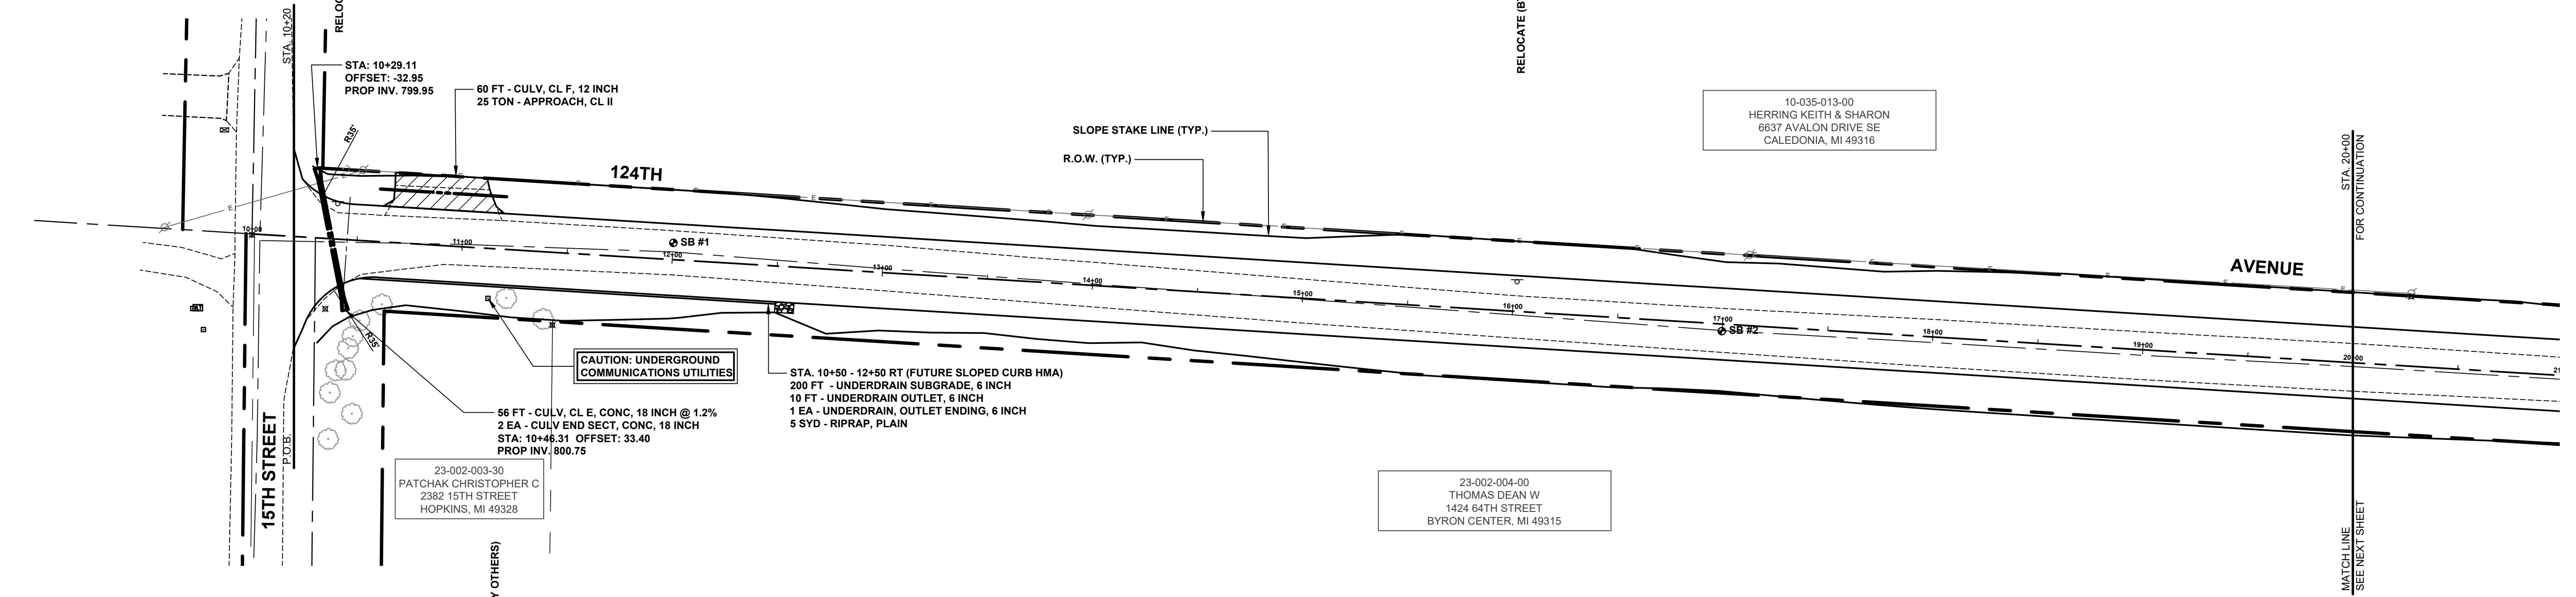 RELOC
RELOCATE (B
STA. 10+20
STA: 10+29.11
OFFSET: -32.95
PROP INV. 799.95
60 FT - CULV, CL F, 12 INCH
25 TON - APPROACH, CL II
R35'
124TH
SLOPE STAKE LINE (TYP.)
R.O.W. (TYP.)
10-035-013-00
HERRING KEITH & SHARON
6637 AVALON DRIVE SE
CALEDONIA, MI 49316
STA. 20+00
FOR CONTINUATION
AVENUE
E
10+00
11+00
SB #1
12+00
13+00
14+00
15+00
16+00
17+00
SB #2
18+00
19+00
20+00
21
R35'
CAUTION: UNDERGROUND
COMMUNICATIONS UTILITIES
STA. 10+50 - 12+50 RT (FUTURE SLOPED CURB HMA)
200 FT - UNDERDRAIN SUBGRADE, 6 INCH
10 FT - UNDERDRAIN OUTLET, 6 INCH
1 EA - UNDERDRAIN, OUTLET ENDING, 6 INCH
5 SYD - RIPRAP, PLAIN
56 FT - CULV, CL E, CONC, 18 INCH @ 1.2%
2 EA - CULV END SECT, CONC, 18 INCH
STA: 10+46.31 OFFSET: 33.40
PROP INV. 800.75
15TH STREET
P.O.B.
23-002-003-30
PATCHAK CHRISTOPHER C
2382 15TH STREET
HOPKINS, MI 49328
23-002-004-00
THOMAS DEAN W
1424 64TH STREET
BYRON CENTER, MI 49315
Y OTHERS)
MATCH LINE
SEE NEXT SHEET